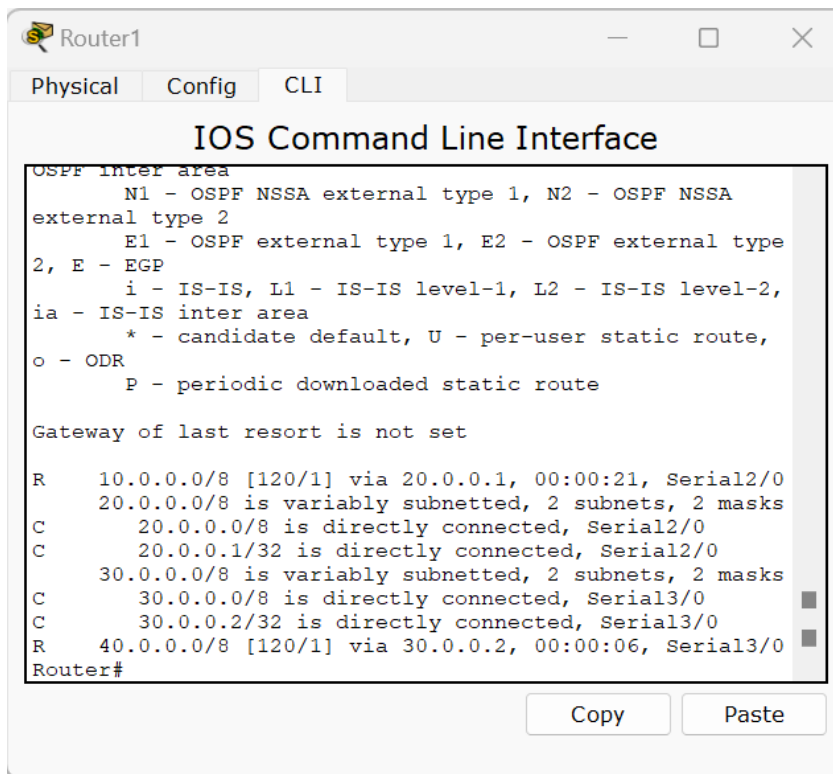 Router1
Physical Config CLI
IOS Command Line Interface
OSPF inter area
       N1 - OSPF NSSA external type 1, N2 - OSPF NSSA
external type 2
       E1 - OSPF external type 1, E2 - OSPF external type
2, E - EGP
       i - IS-IS, L1 - IS-IS level-1, L2 - IS-IS level-2,
ia - IS-IS inter area
       * - candidate default, U - per-user static route,
o - ODR
       P - periodic downloaded static route
Gateway of last resort is not set
R    10.0.0.0/8 [120/1] via 20.0.0.1, 00:00:21, Serial2/0
     20.0.0.0/8 is variably subnetted, 2 subnets, 2 masks
C       20.0.0.0/8 is directly connected, Serial2/0
C       20.0.0.1/32 is directly connected, Serial2/0
     30.0.0.0/8 is variably subnetted, 2 subnets, 2 masks
C       30.0.0.0/8 is directly connected, Serial3/0
C       30.0.0.2/32 is directly connected, Serial3/0
R    40.0.0.0/8 [120/1] via 30.0.0.2, 00:00:06, Serial3/0
Router#
Copy Paste